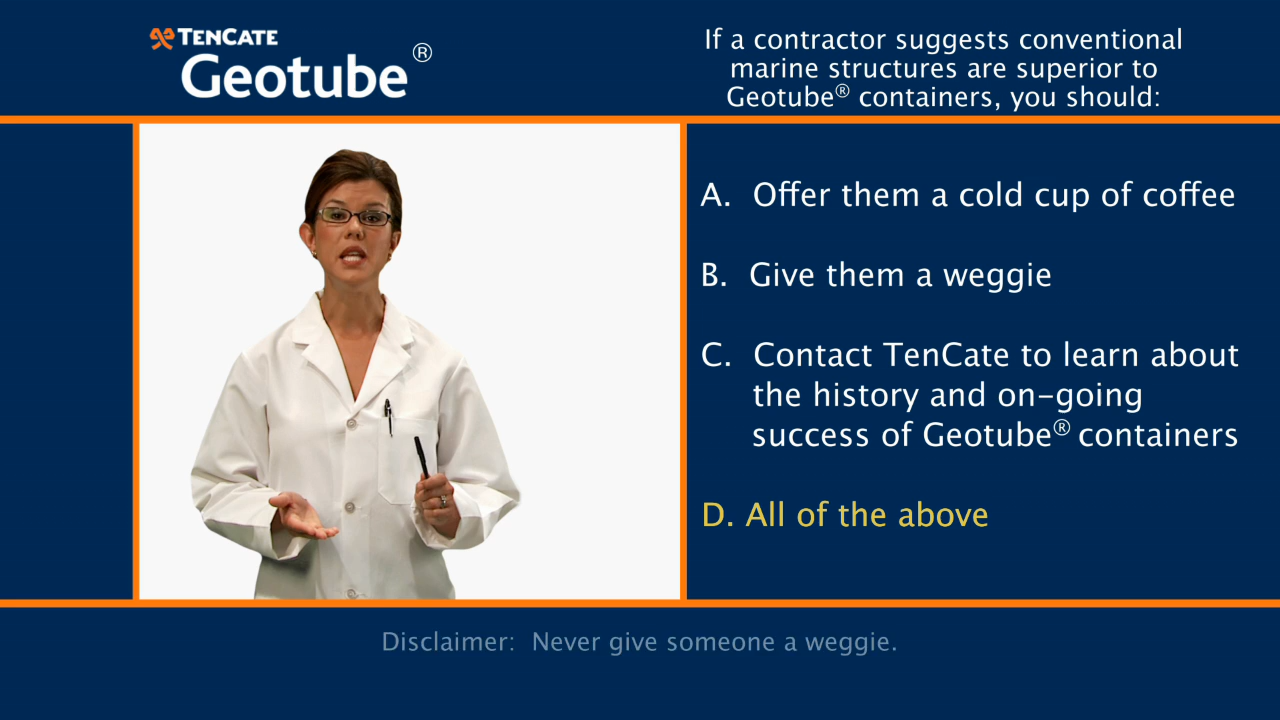 TENCATE
Geotube®
If a contractor suggests conventional
marine structures are superior to
Geotube® containers, you should:
A. Offer them a cold cup of coffee
B. Give them a weggie
C. Contact TenCate to learn about
the history and on-going
success of Geotube® containers
D. All of the above
Disclaimer: Never give someone a weggie.